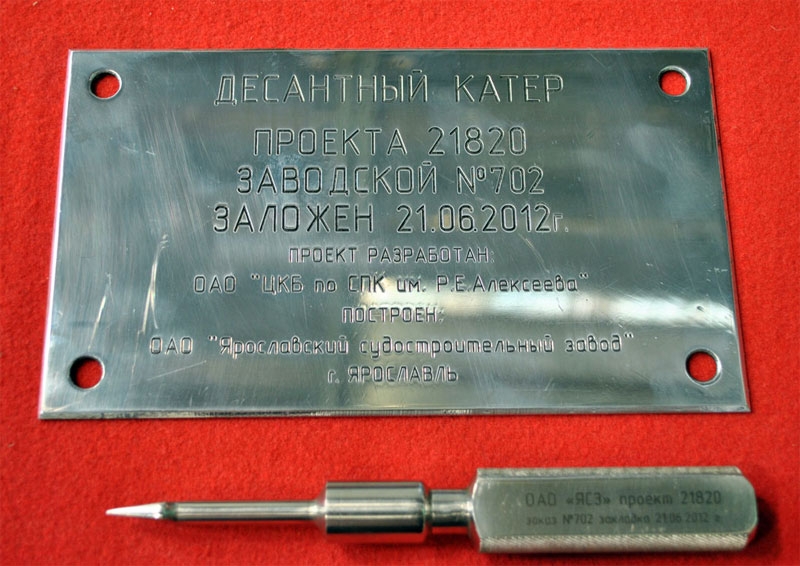 ДЕСАНТНЫЙ КАТЕР
ПРОЕКТА 21820
ЗАВОДСКОЙ №702
ЗАЛОЖЕН 21.06.2012г.
ПРОЕКТ РАЗРАБОТАН:
ОАО "ЦКБ по СПК им. Р.Е.Алексеева"
ПОСТРОЕН:
ОАО "Ярославский судостроительный завод"
г. ЯРОСЛАВЛЬ
ОАО «ЯСЗ» проект 21820
заказ №702 закладка 21.06.2012 г.